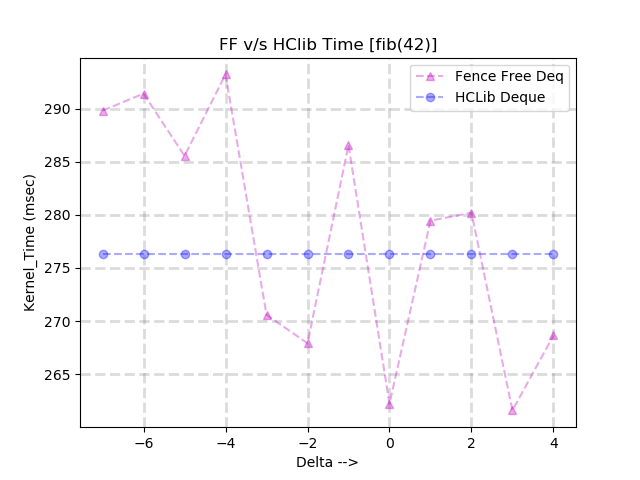 FF v/s HClib Time [fib(42)]
Fence Free Deq
HCLib Deque
Kernel_Time (msec)
290
285
280
275
270
265
−6
−4
−2
0
2
4
Delta -->